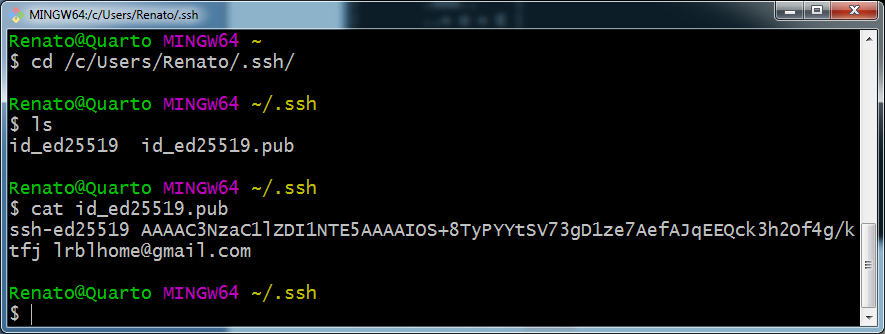 MINGW64:/c/Users/Renato/.ssh
Renato@Quarto MINGW64 ~
$ cd /c/Users/Renato/.ssh/
Renato@Quarto MINGW64 ~/.ssh
$ ls
id_ed25519  id_ed25519.pub
Renato@Quarto MINGW64 ~/.ssh
$ cat id_ed25519.pub
ssh-ed25519 AAAAC3NzaC1lZDI1NTE5AAAAIOS+8TyPYYtSV73gD1ze7AefAJqEEQck3h2Of4g/k
tfj lrblhome@gmail.com
Renato@Quarto MINGW64 ~/.ssh
$